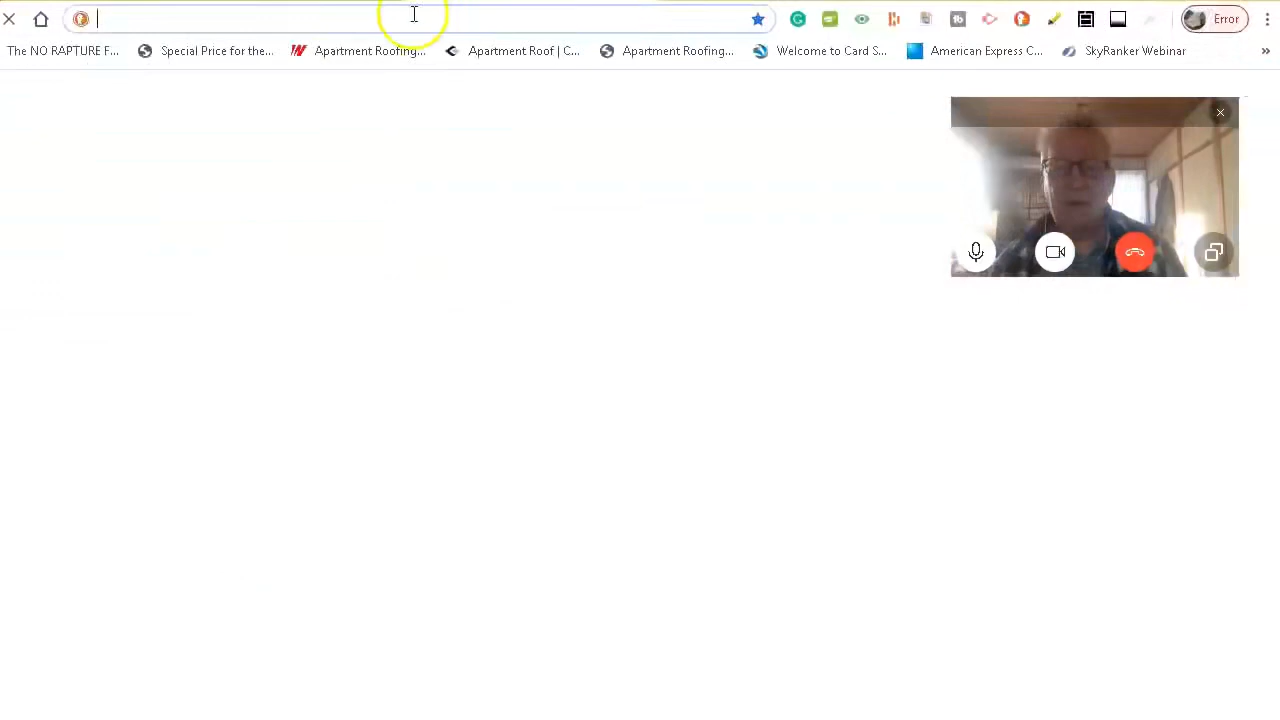 Error
The NO RAPTURE F...
Special Price for the...
Apartment Roofing...
Apartment Roof | C...
Apartment Roofing...
Welcome to Card S...
American Express C...
SkyRanker Webinar
»